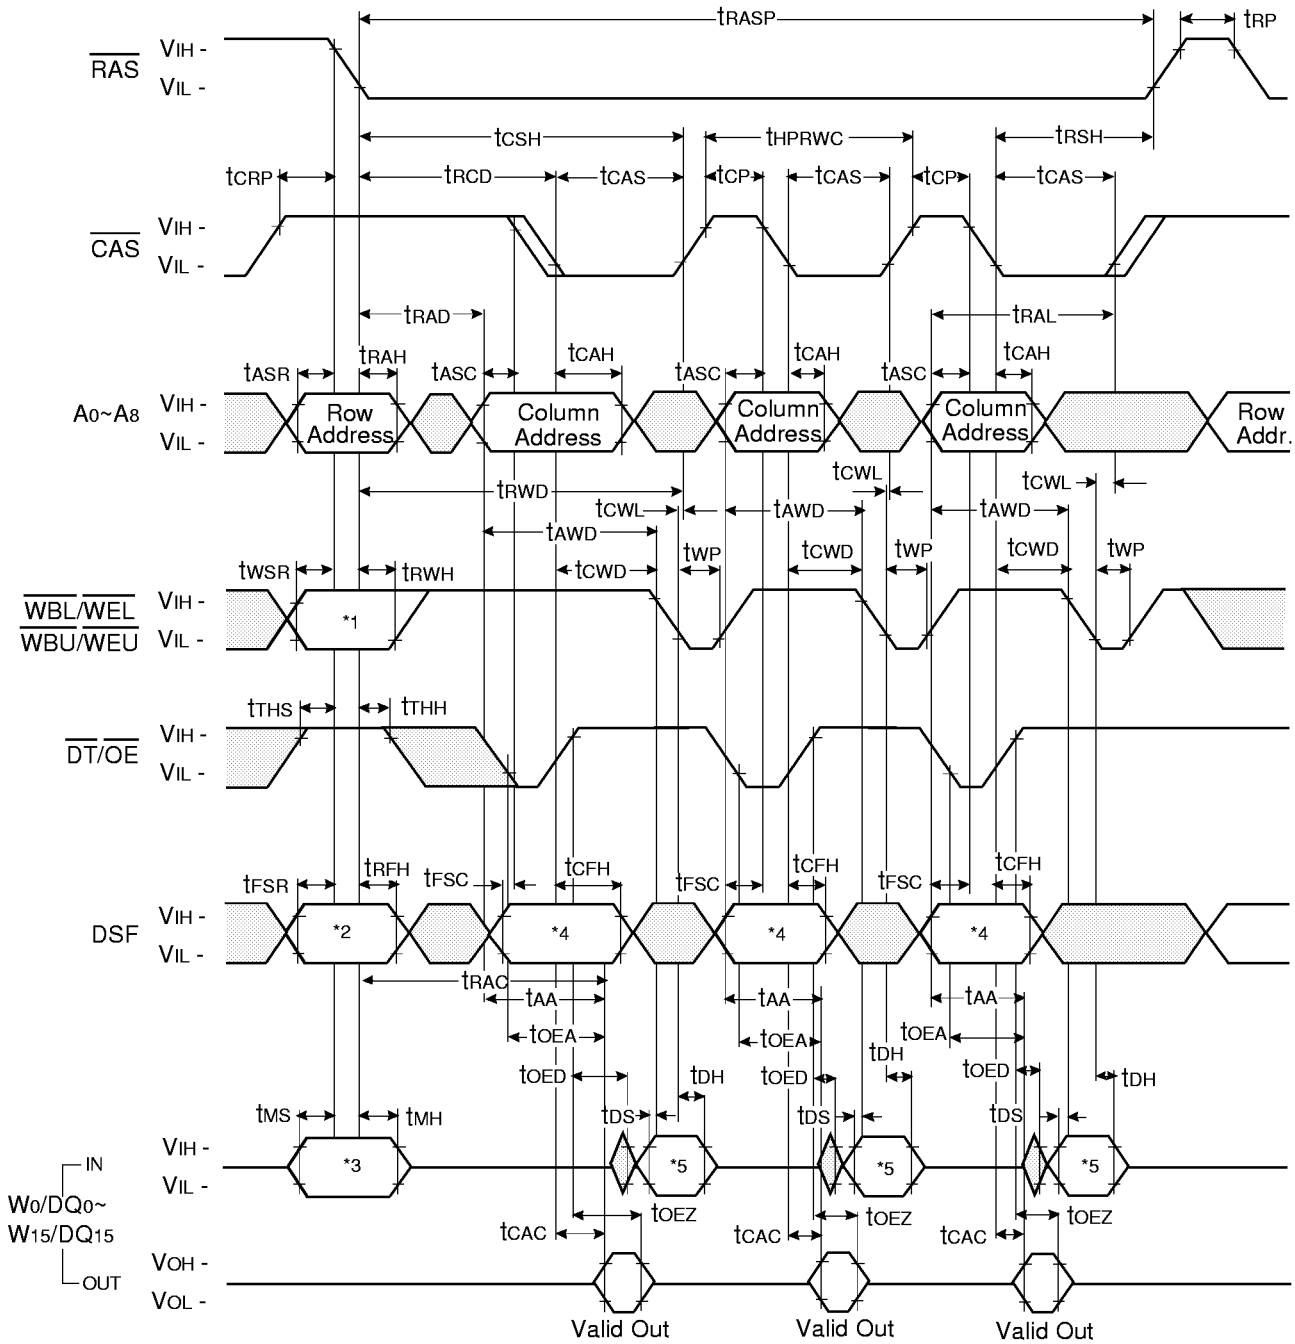 tRASP tRP
RAS VIH -
VIL -
tCSH tHPRWC tRSH
tCRP tRCD tCAS tCP tCAS tCP tCAS
CAS VIH -
VIL -
tRAD tRAL
tASR tRAH tASC tCAH tASC tCAH tASC tCAH
A0~A8 VIH -
VIL -
Row Address
Column Address
Column Address
Column Address
Row Addr.
tRWD tCWL tCWL
tCWL tAWD tAWD
tAWD
tWSR tRWH tCWD tWP tCWD tWP tCWD tWP
WBL/WEL VIH -
WBU/WEU VIL -
*1
tTHS tTHH
DT/OE VIH -
VIL -
tFSR tRFH tFSC tCFH tFSC tCFH tFSC tCFH
DSF VIH -
VIL -
*2 *4 *4 *4
tRAC
tAA tAA tAA
tOEA tOEA tOEA
tOED tDH tOED tDH tOED tDH
tMS tMH tDS tDS tDS
VIH -
IN
VIL -
*3 *5 *5 *5
W0/DQ0~
W15/DQ15
tOEZ tOEZ tOEZ
tCAC tCAC tCAC
VOH -
OUT
VOL -
Valid Out Valid Out Valid Out